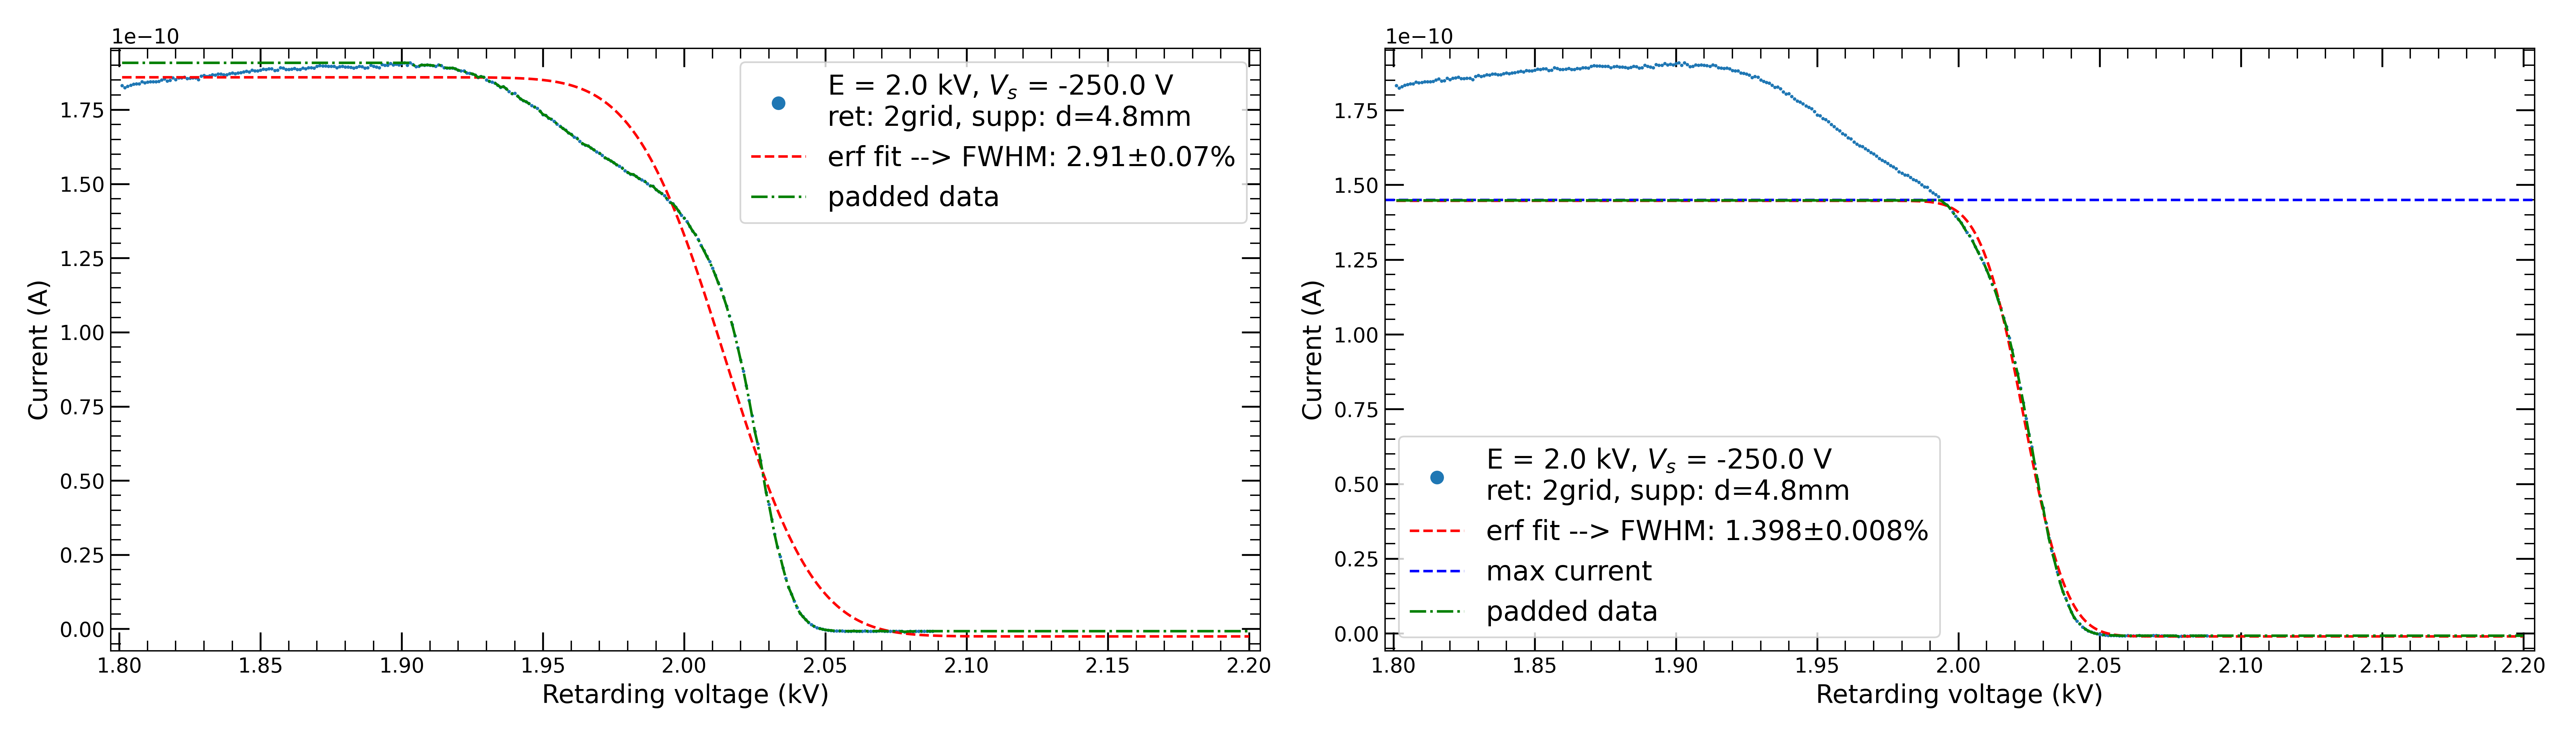 1e−10
Current (A)
1.75
1.50
1.25
1.00
0.75
0.50
0.25
0.00
1.80 1.85 1.90 1.95 2.00 2.05 2.10 2.15 2.20
Retarding voltage (kV)
E = 2.0 kV, Vₛ = -250.0 V
ret: 2grid, supp: d=4.8mm
erf fit --> FWHM: 2.91±0.07%
padded data
1e−10
Current (A)
1.75
1.50
1.25
1.00
0.75
0.50
0.25
0.00
1.80 1.85 1.90 1.95 2.00 2.05 2.10 2.15 2.20
Retarding voltage (kV)
E = 2.0 kV, Vₛ = -250.0 V
ret: 2grid, supp: d=4.8mm
erf fit --> FWHM: 1.398±0.008%
max current
padded data